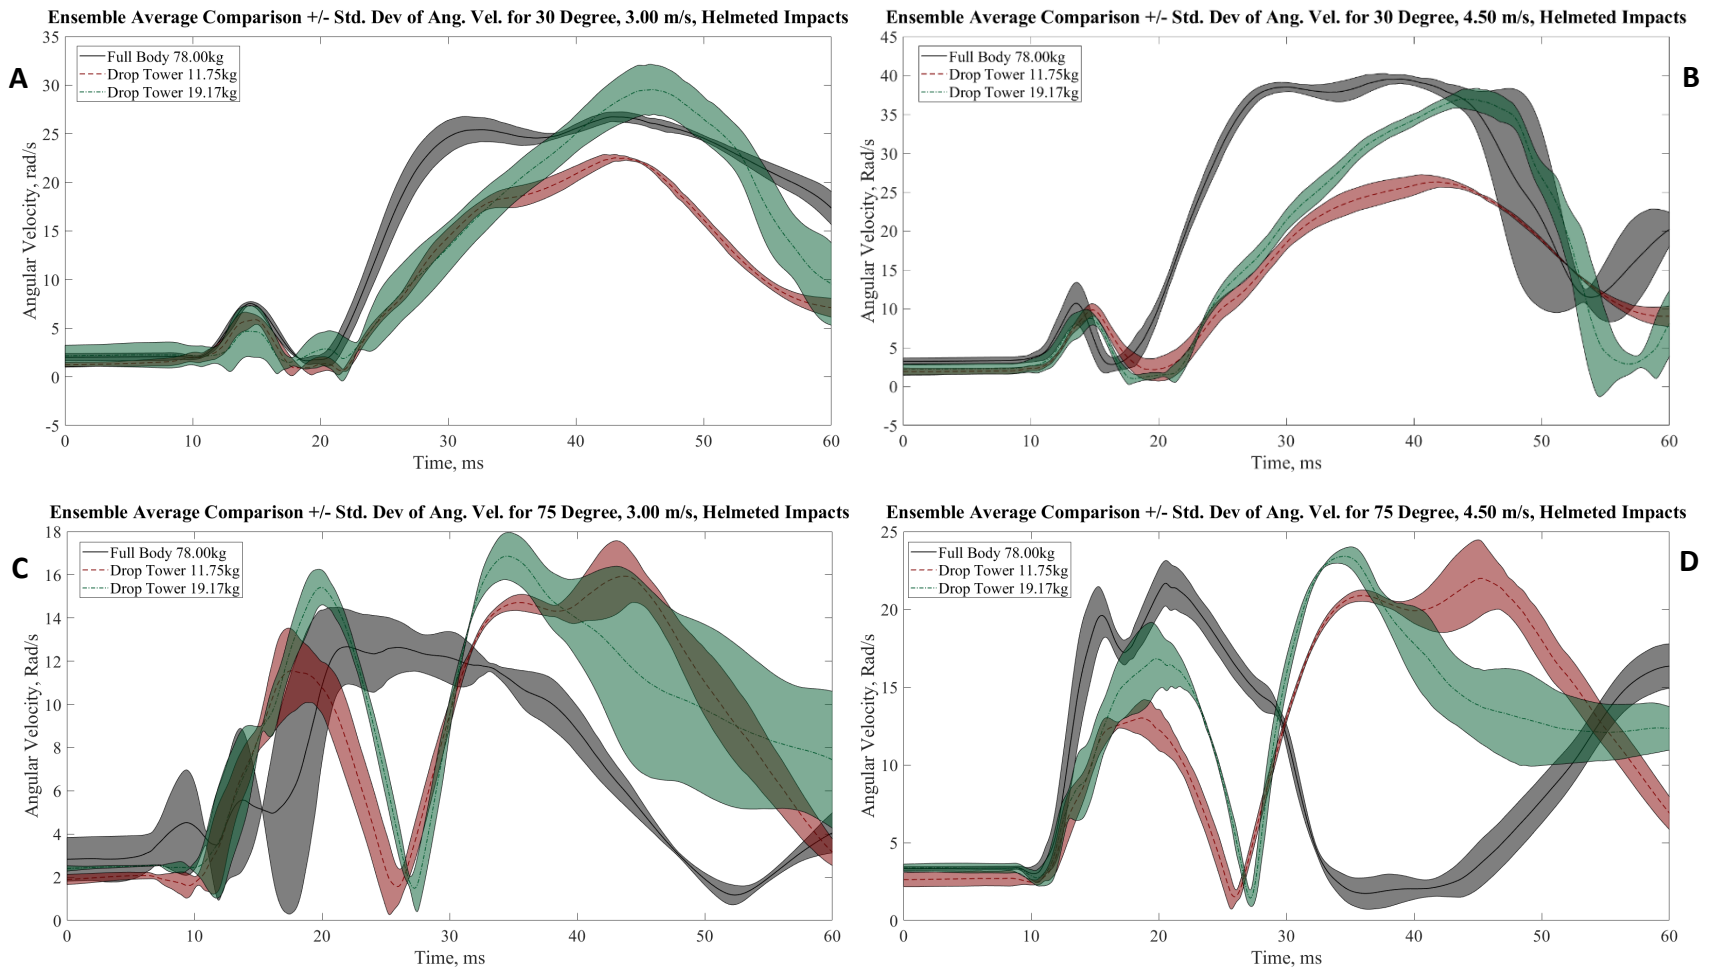 Ensemble Average Comparison +/- Std. Dev of Ang. Vel. for 30 Degree, 3.00 m/s, Helmeted Impacts
A
Full Body 78.00kg
Drop Tower 11.75kg
Drop Tower 19.17kg
Angular Velocity, rad/s
35
30
25
20
15
10
5
0
-5
0 10 20 30 40 50 60
Time, ms
Ensemble Average Comparison +/- Std. Dev of Ang. Vel. for 30 Degree, 4.50 m/s, Helmeted Impacts
B
Full Body 78.00kg
Drop Tower 11.75kg
Drop Tower 19.17kg
Angular Velocity, Rad/s
45
40
35
30
25
20
15
10
5
0
-5
0 10 20 30 40 50 60
Time, ms
Ensemble Average Comparison +/- Std. Dev of Ang. Vel. for 75 Degree, 3.00 m/s, Helmeted Impacts
C
Full Body 78.00kg
Drop Tower 11.75kg
Drop Tower 19.17kg
Angular Velocity, Rad/s
18
16
14
12
10
8
6
4
2
0
0 10 20 30 40 50 60
Time, ms
Ensemble Average Comparison +/- Std. Dev of Ang. Vel. for 75 Degree, 4.50 m/s, Helmeted Impacts
D
Full Body 78.00kg
Drop Tower 11.75kg
Drop Tower 19.17kg
Angular Velocity, Rad/s
25
20
15
10
5
0
0 10 20 30 40 50 60
Time, ms